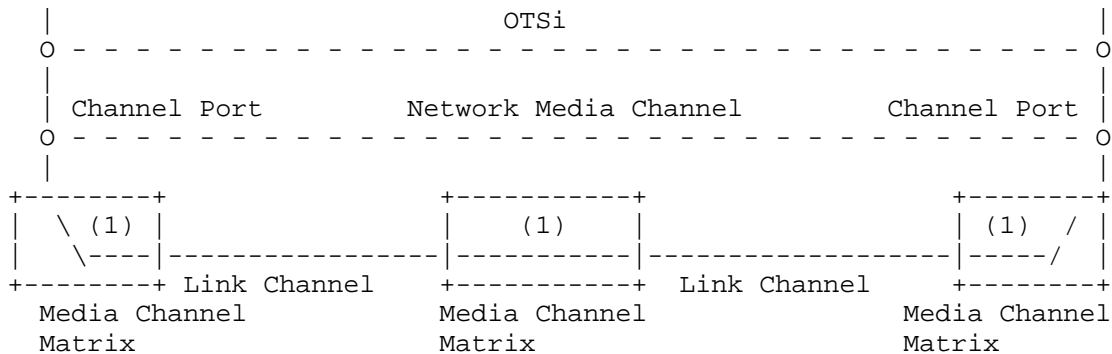 OTSi
Channel Port Network Media Channel Channel Port
(1) (1) (1)
Link Channel Link Channel
Media Channel Media Channel Media Channel
Matrix Matrix Matrix